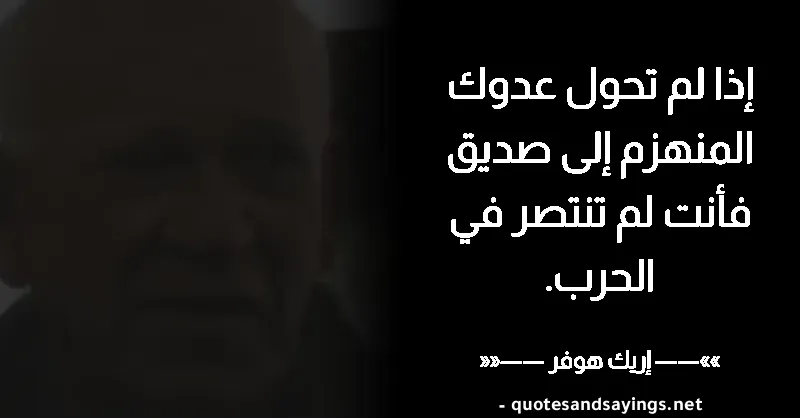 إذا لم تحول عدوك
المنهزم إلى صديق
فأنت لم تنتصر في
الحرب.
»»—— إريك هوفر ——««
- quotesandsayings.net